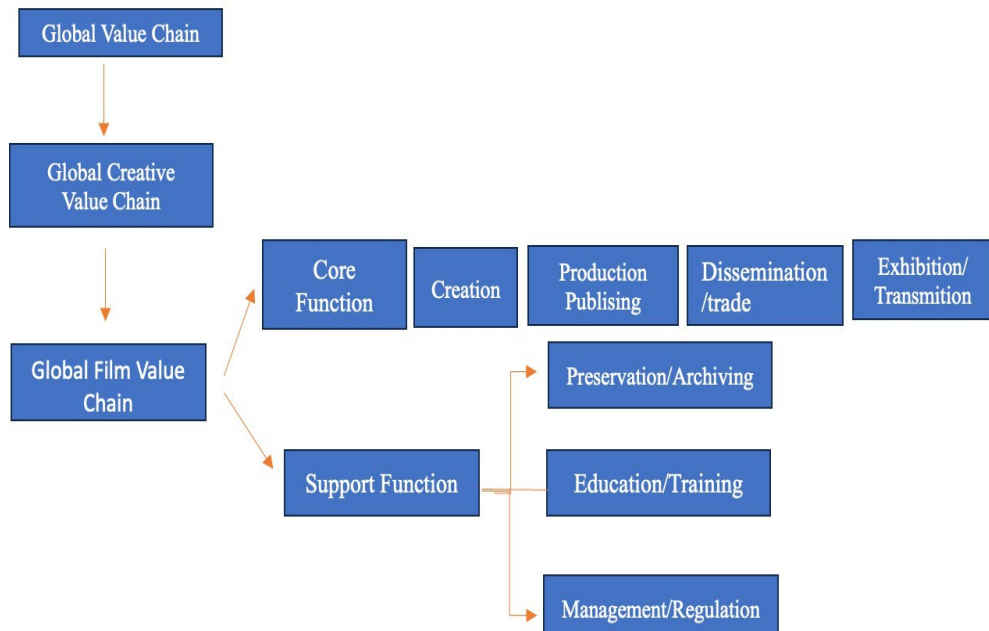 Global Value Chain
Global Creative
Value Chain
Global Film Value
Chain
Core
Function
Creation
Production
Publising
Dissemination
/trade
Exhibition/
Transmition
Preservation/Archiving
Support Function
Education/Training
Management/Regulation